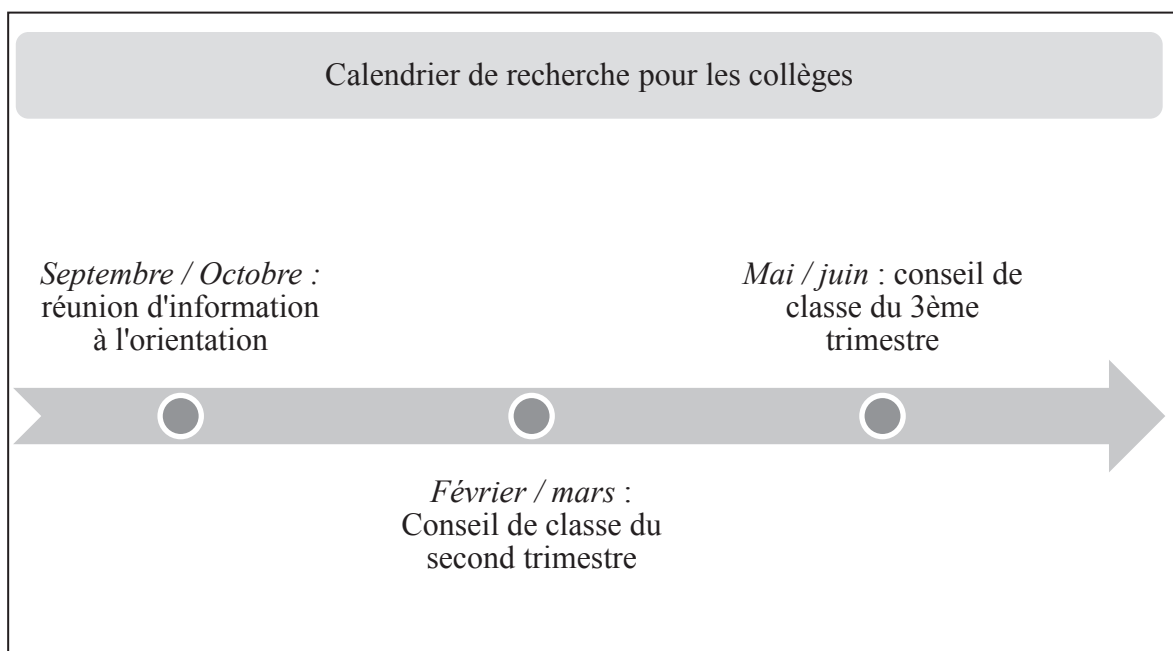 Calendrier de recherche pour les collèges
Septembre / Octobre :
réunion d'information
à l'orientation
Février / mars :
Conseil de classe du
second trimestre
Mai / juin : conseil de
classe du 3ème
trimestre